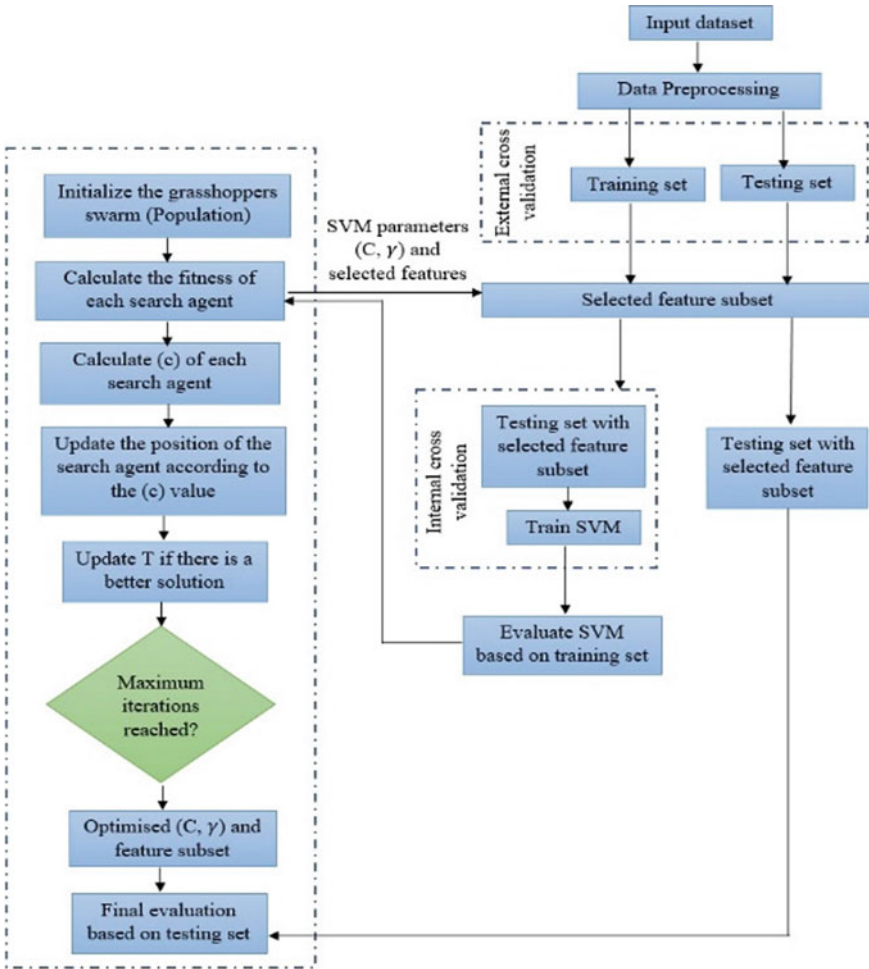 Input dataset
Data Preprocessing
External cross
validation
Training set
Testing set
Initialize the grasshoppers
swarm (Population)
SVM parameters
(C, γ) and
selected features
Calculate the fitness of
each search agent
Selected feature subset
Calculate (c) of each
search agent
Internal cross
validation
Testing set with
selected feature
subset
Testing set with
selected feature
subset
Update the position of the
search agent according to
the (c) value
Train SVM
Update T if there is a
better solution
Evaluate SVM
based on training set
Maximum
iterations
reached?
Optimised (C, γ) and
feature subset
Final evaluation
based on testing set